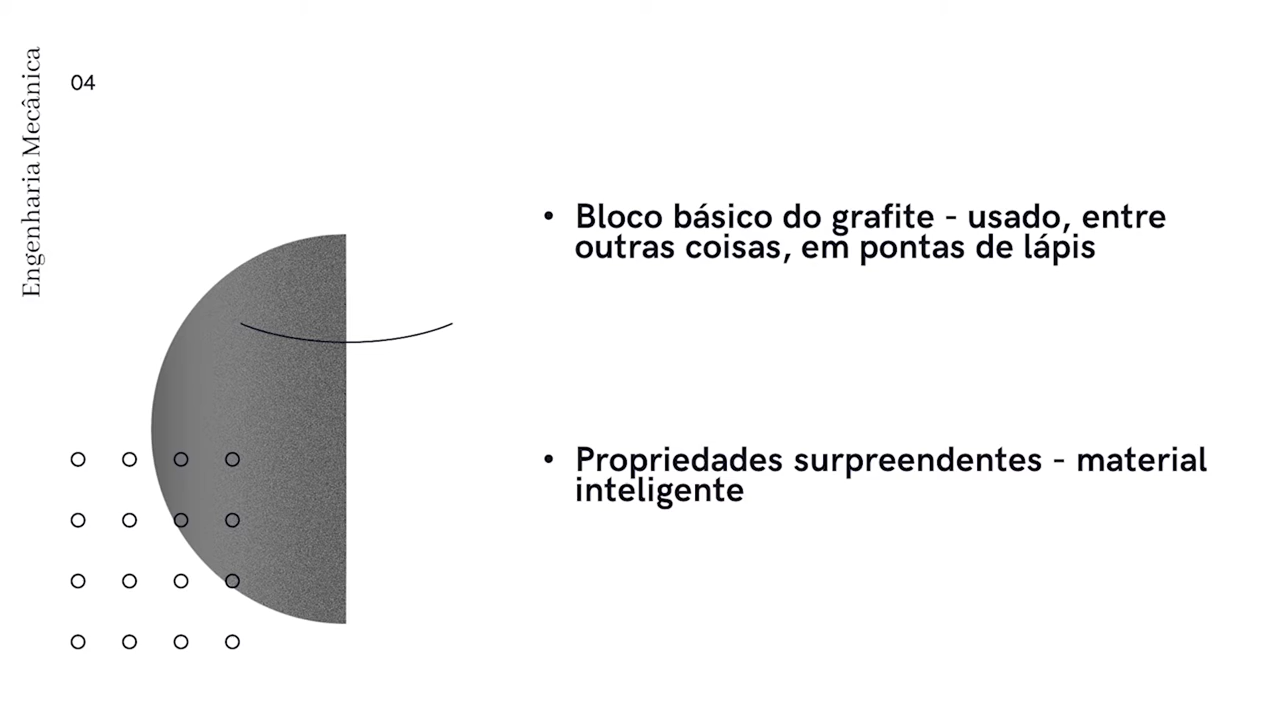 Engenharia Mecânica
04
• Bloco básico do grafite - usado, entre
outras coisas, em pontas de lápis
• Propriedades surpreendentes - material
inteligente